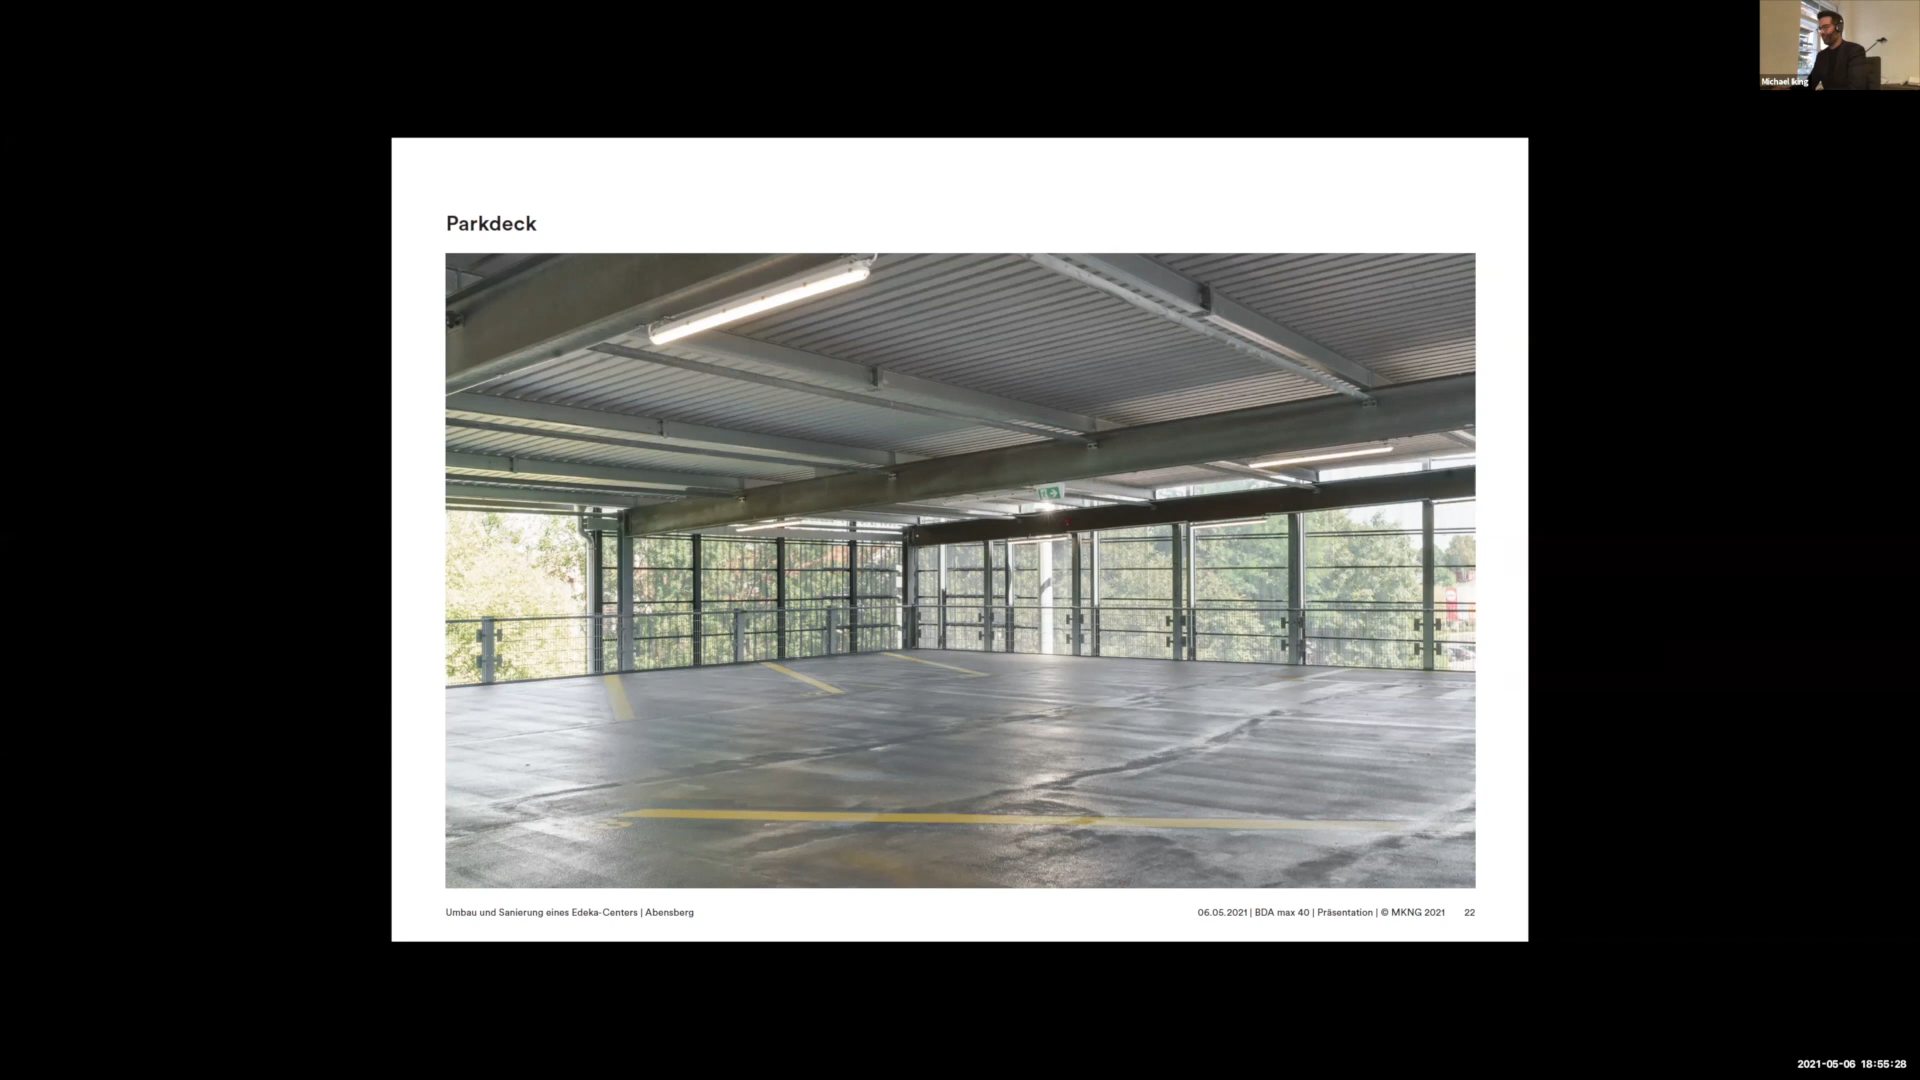 Michael Iking
Parkdeck
Umbau und Sanierung eines Edeka-Centers | Abensberg
06.05.2021 | BDA max 40 | Präsentation | © MKNG 2021 22
2021-05-06 18:55:28